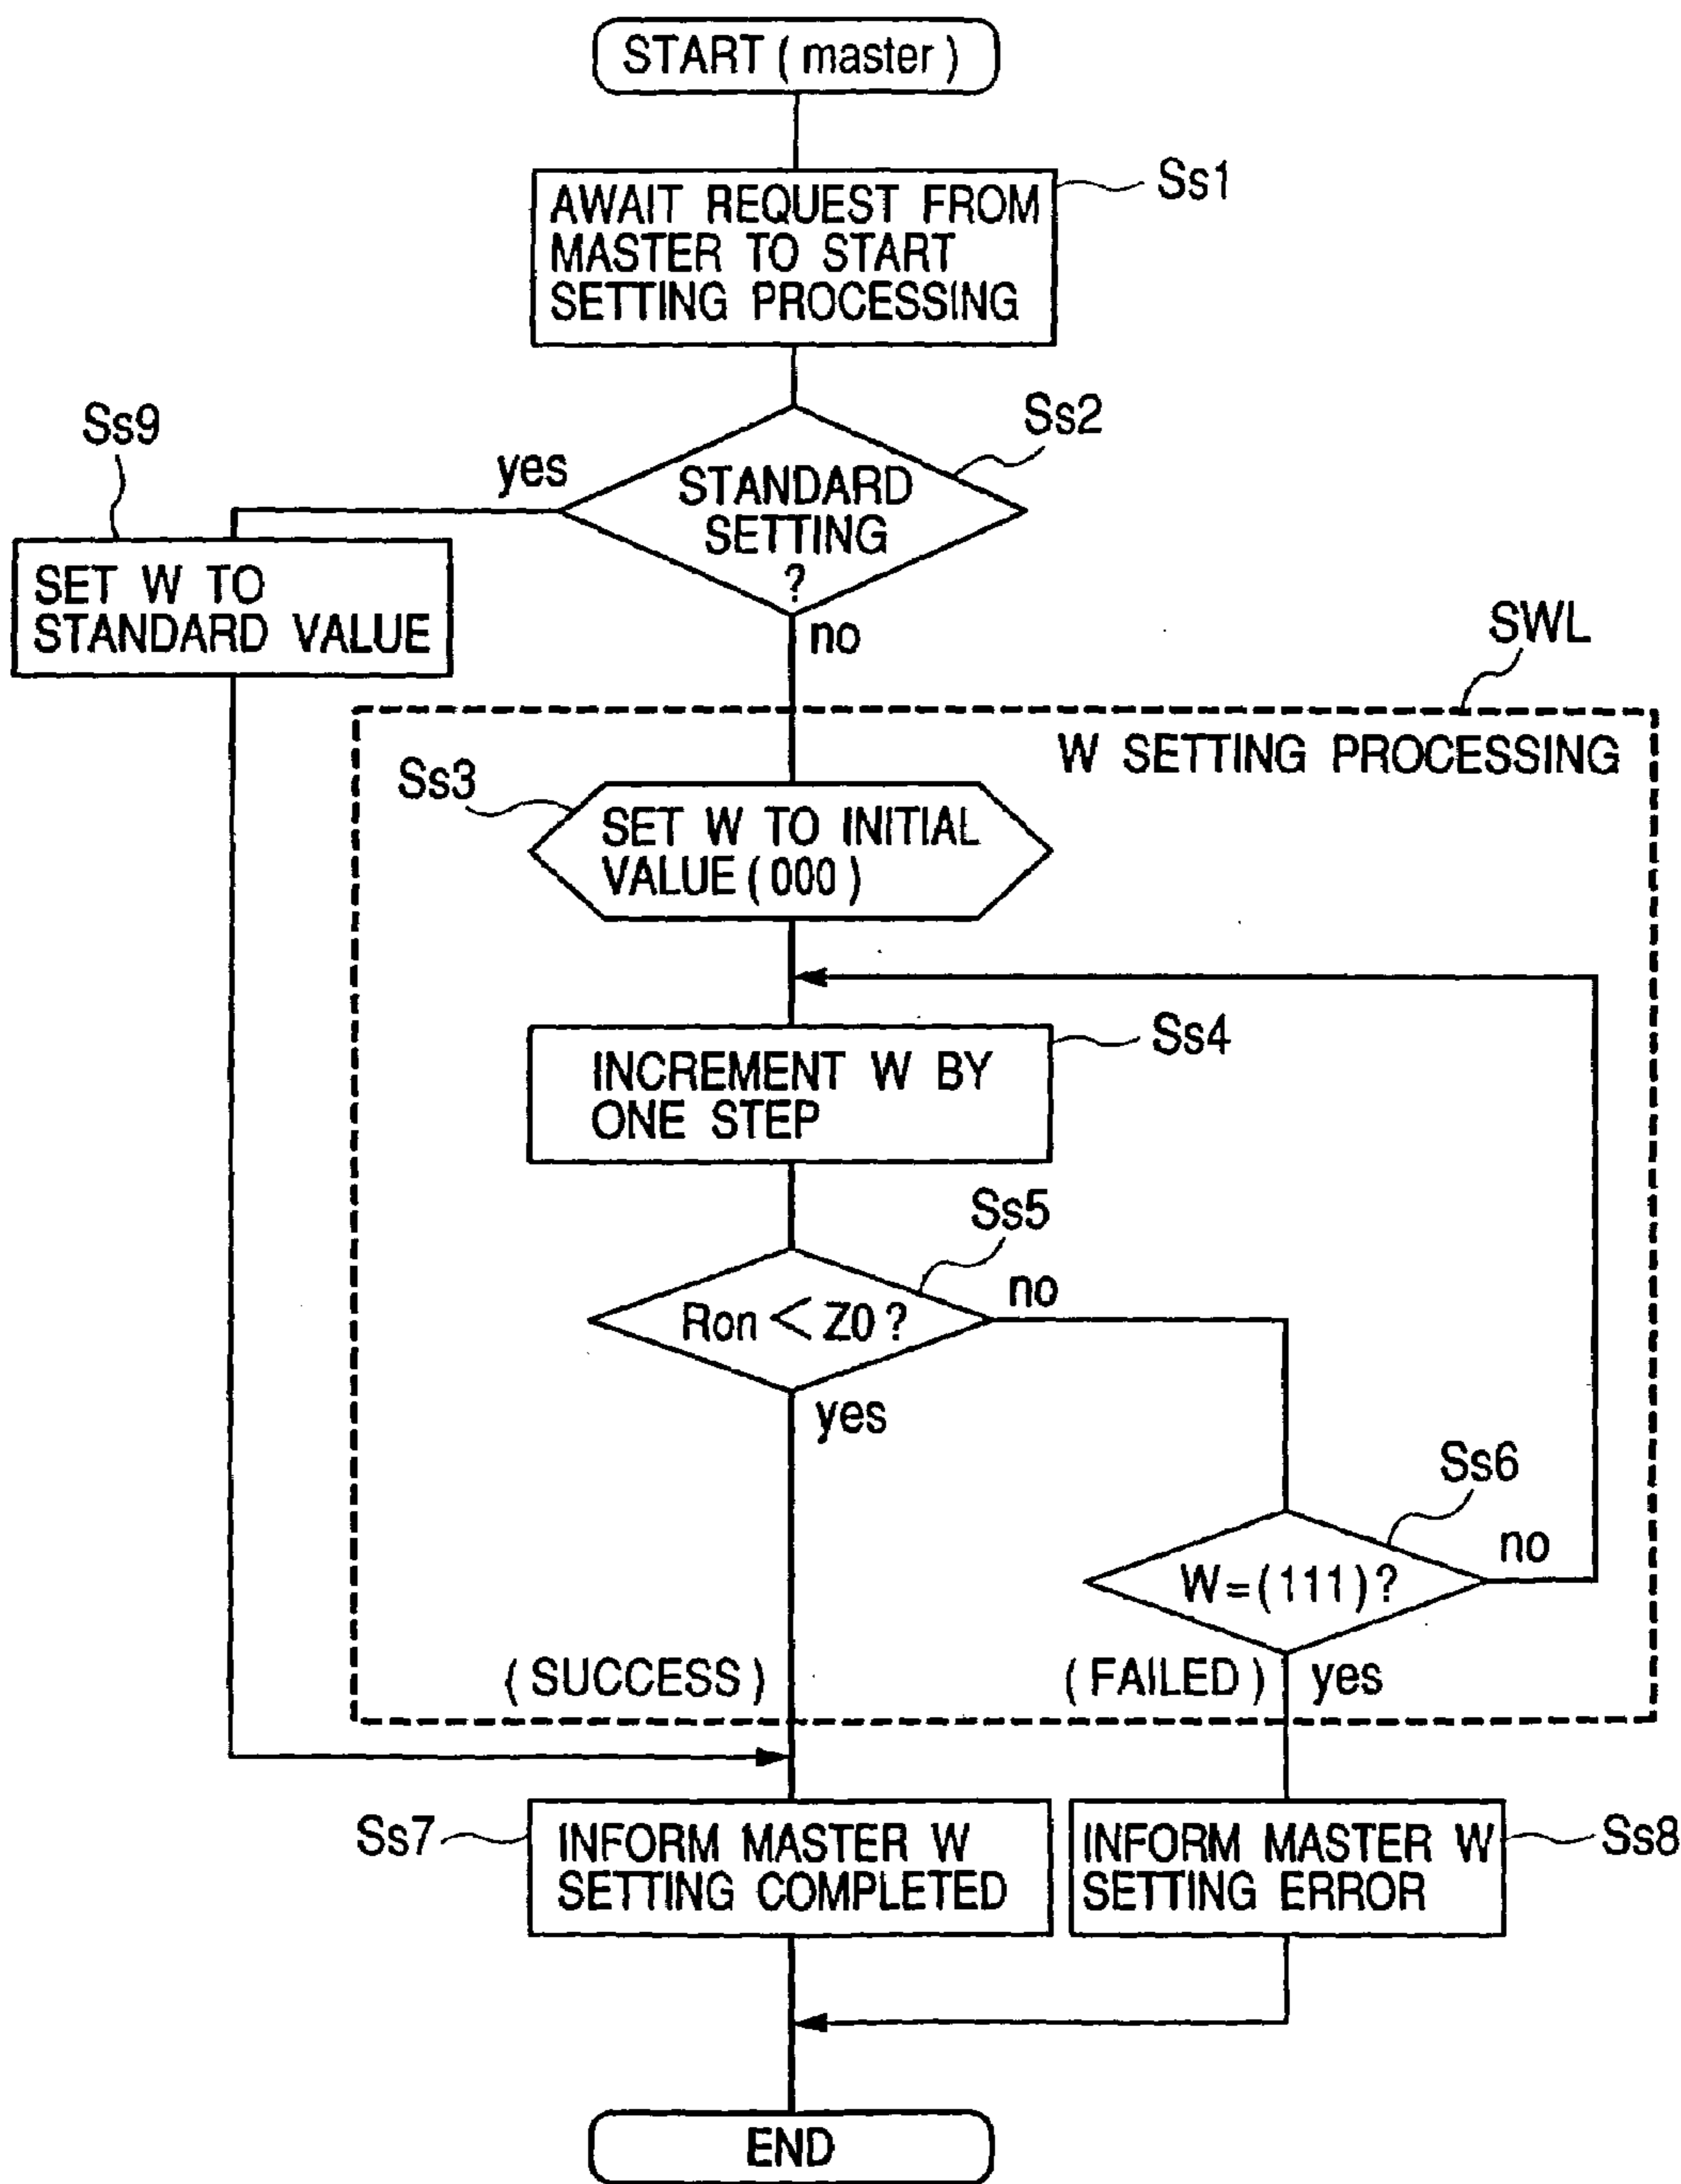 START ( master )
AWAIT REQUEST FROM
MASTER TO START
SETTING PROCESSING
Ss1
Ss2
Ss9
yes
STANDARD
SETTING
?
no
SET W TO
STANDARD VALUE
SWL
W SETTING PROCESSING
Ss3
SET W TO INITIAL
VALUE ( 000 )
Ss4
INCREMENT W BY
ONE STEP
Ss5
Ron < Z0 ?
no
yes
Ss6
W = ( 111 ) ?
no
( SUCCESS )
( FAILED )
yes
Ss7
INFORM MASTER W
SETTING COMPLETED
INFORM MASTER W
SETTING ERROR
Ss8
END